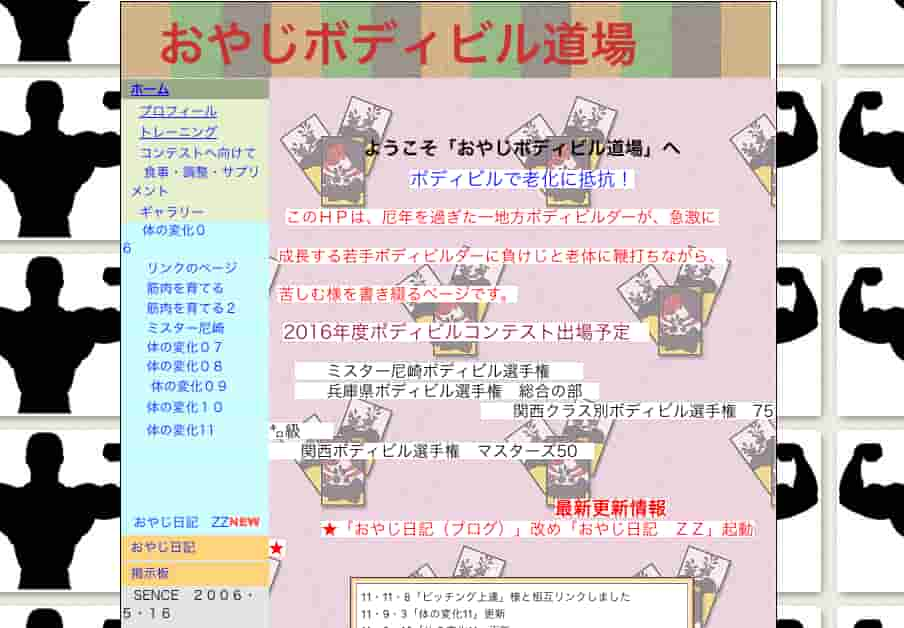 おやじボディビル道場
ホーム
プロフィール
トレーニング
コンテストへ向けて
食事・調整・サプリ
メント
ギャラリー
体の変化０
６
リンクのページ
筋肉を育てる
筋肉を育てる２
ミスター尼崎
体の変化０７
体の変化０８
体の変化０９
体の変化１０
体の変化11
おやじ日記　ZZNEW
おやじ日記
掲示板
SENCE　２００６・
５・１６
ようこそ「おやじボディビル道場」へ
ボディビルで老化に抵抗！
このＨＰは、厄年を過ぎた一地方ボディビルダーが、急激に
成長する若手ボディビルダーに負けじと老体に鞭打ちながら、
苦しむ様を書き綴るページです。
2016年度ボディビルコンテスト出場予定
ミスター尼崎ボディビル選手権
兵庫県ボディビル選手権　総合の部
関西クラス別ボディビル選手権　75
㌔級
関西ボディビル選手権　マスターズ50
最新更新情報
★「おやじ日記（ブログ）」改め「おやじ日記　ＺＺ」起動
★
11・11・8「ピッチング上達」様と相互リンクしました
11・9・3「体の変化11」更新